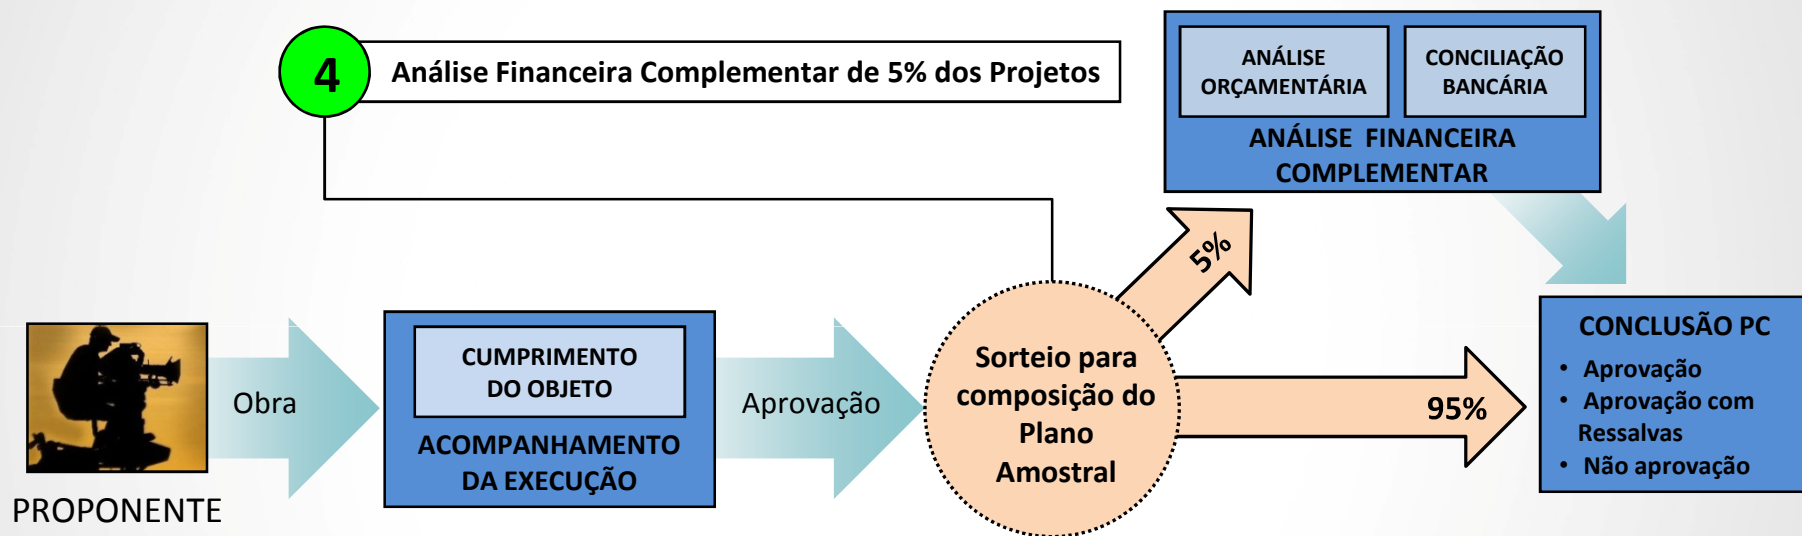 4
Análise Financeira Complementar de 5% dos Projetos
ANÁLISE
ORÇAMENTÁRIA
CONCILIAÇÃO
BANCÁRIA
ANÁLISE FINANCEIRA
COMPLEMENTAR
PROPONENTE
Obra
CUMPRIMENTO
DO OBJETO
ACOMPANHAMENTO
DA EXECUÇÃO
Aprovação
Sorteio para
composição do
Plano
Amostral
5%
95%
CONCLUSÃO PC
• Aprovação
• Aprovação com
Ressalvas
• Não aprovação